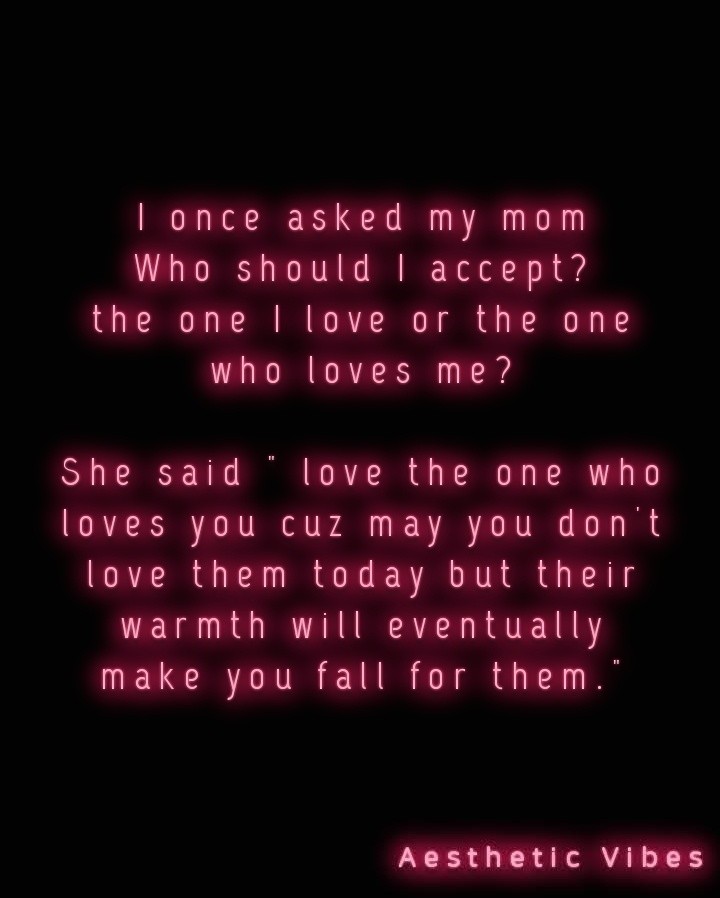 I once asked my mom
Who should I accept?
the one I love or the one
who loves me?
She said " love the one who
loves you cuz may you don't
love them today but their
warmth will eventually
make you fall for them."
Aesthetic Vibes